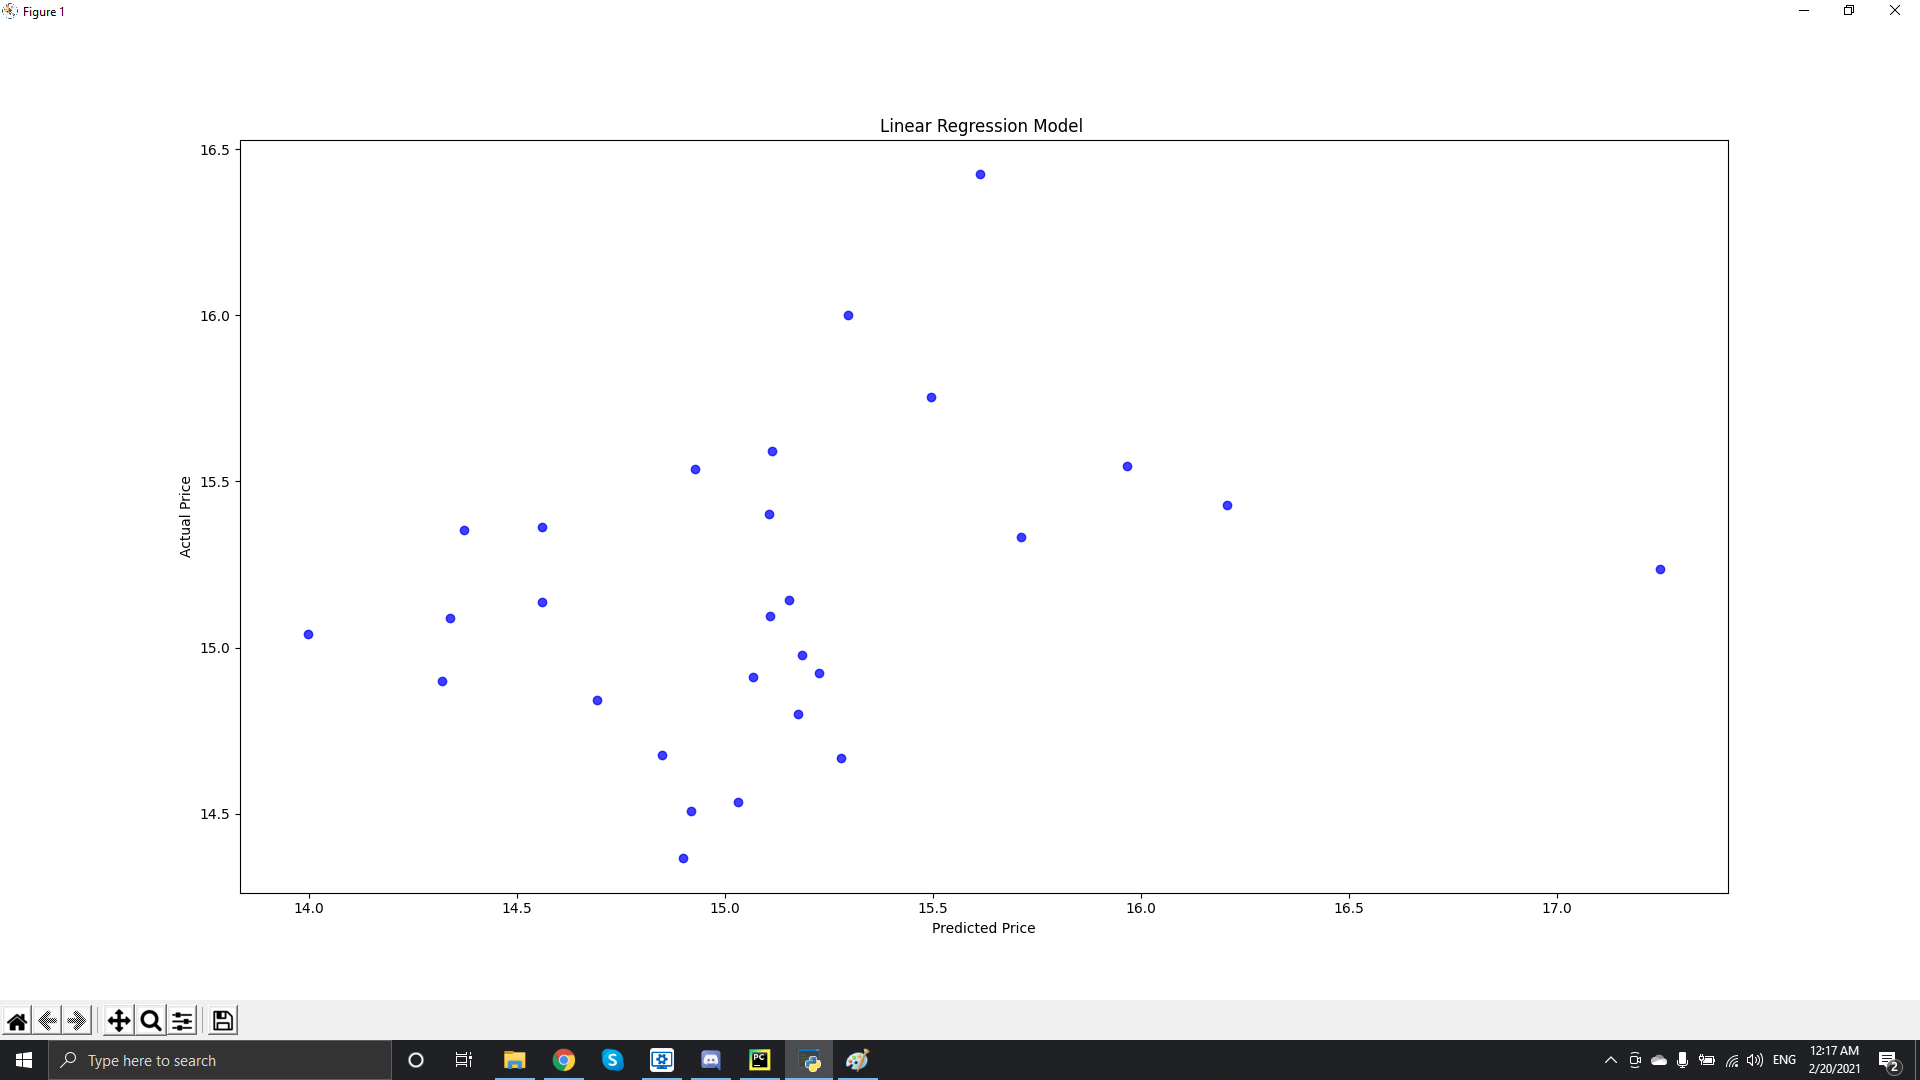 Figure 1
Linear Regression Model
16.5
16.0
15.5
15.0
14.5
Actual Price
14.0 14.5 15.0 15.5 16.0 16.5 17.0
Predicted Price
Type here to search
S
PC
ENG
12:17 AM
2/20/2021
2